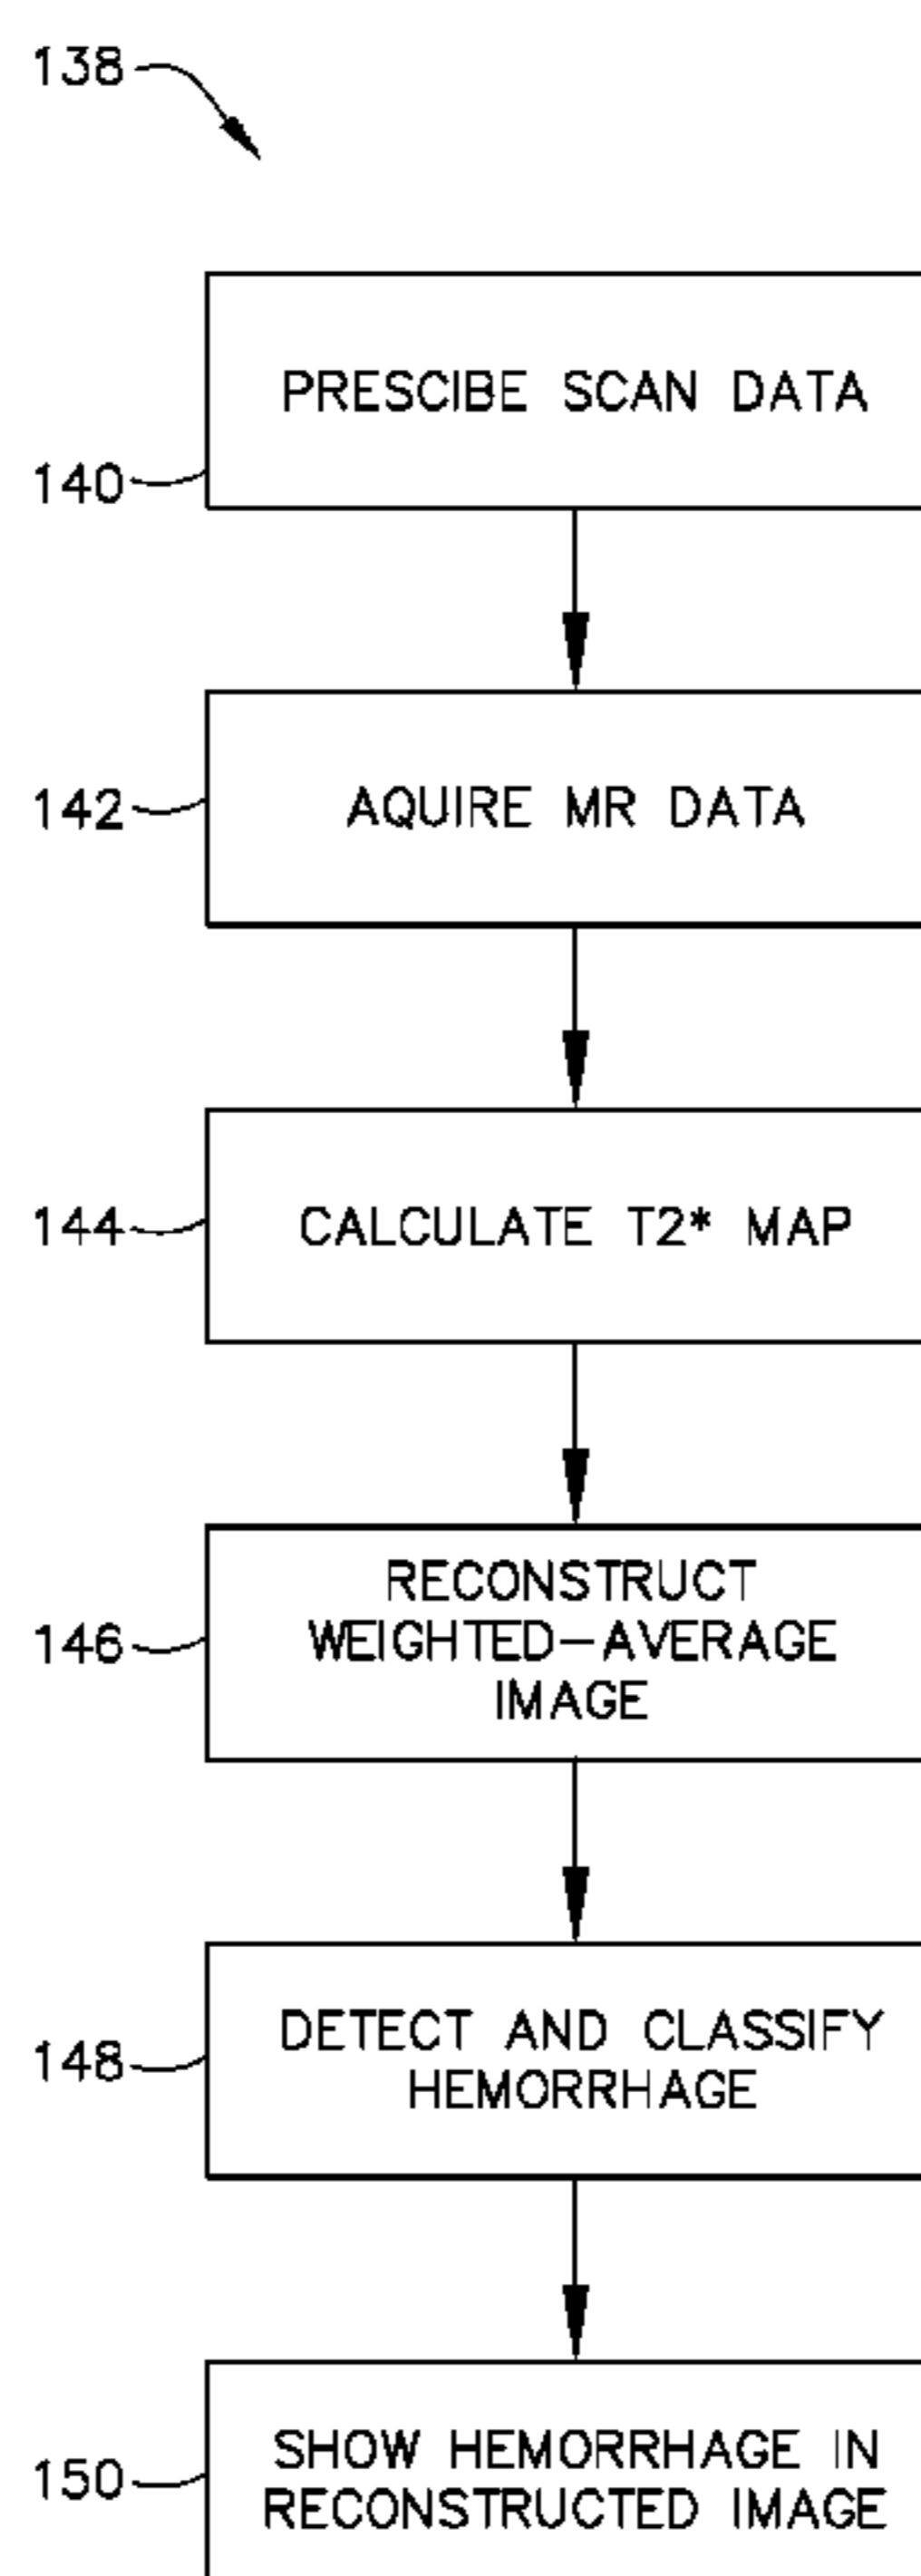 138
PRESCIBE SCAN DATA
140
142
AQUIRE MR DATA
144
CALCULATE T2* MAP
RECONSTRUCT
146
WEIGHTED-AVERAGE
IMAGE
DETECT AND CLASSIFY
148
HEMORRHAGE
SHOW HEMORRHAGE IN
150
RECONSTRUCTED IMAGE